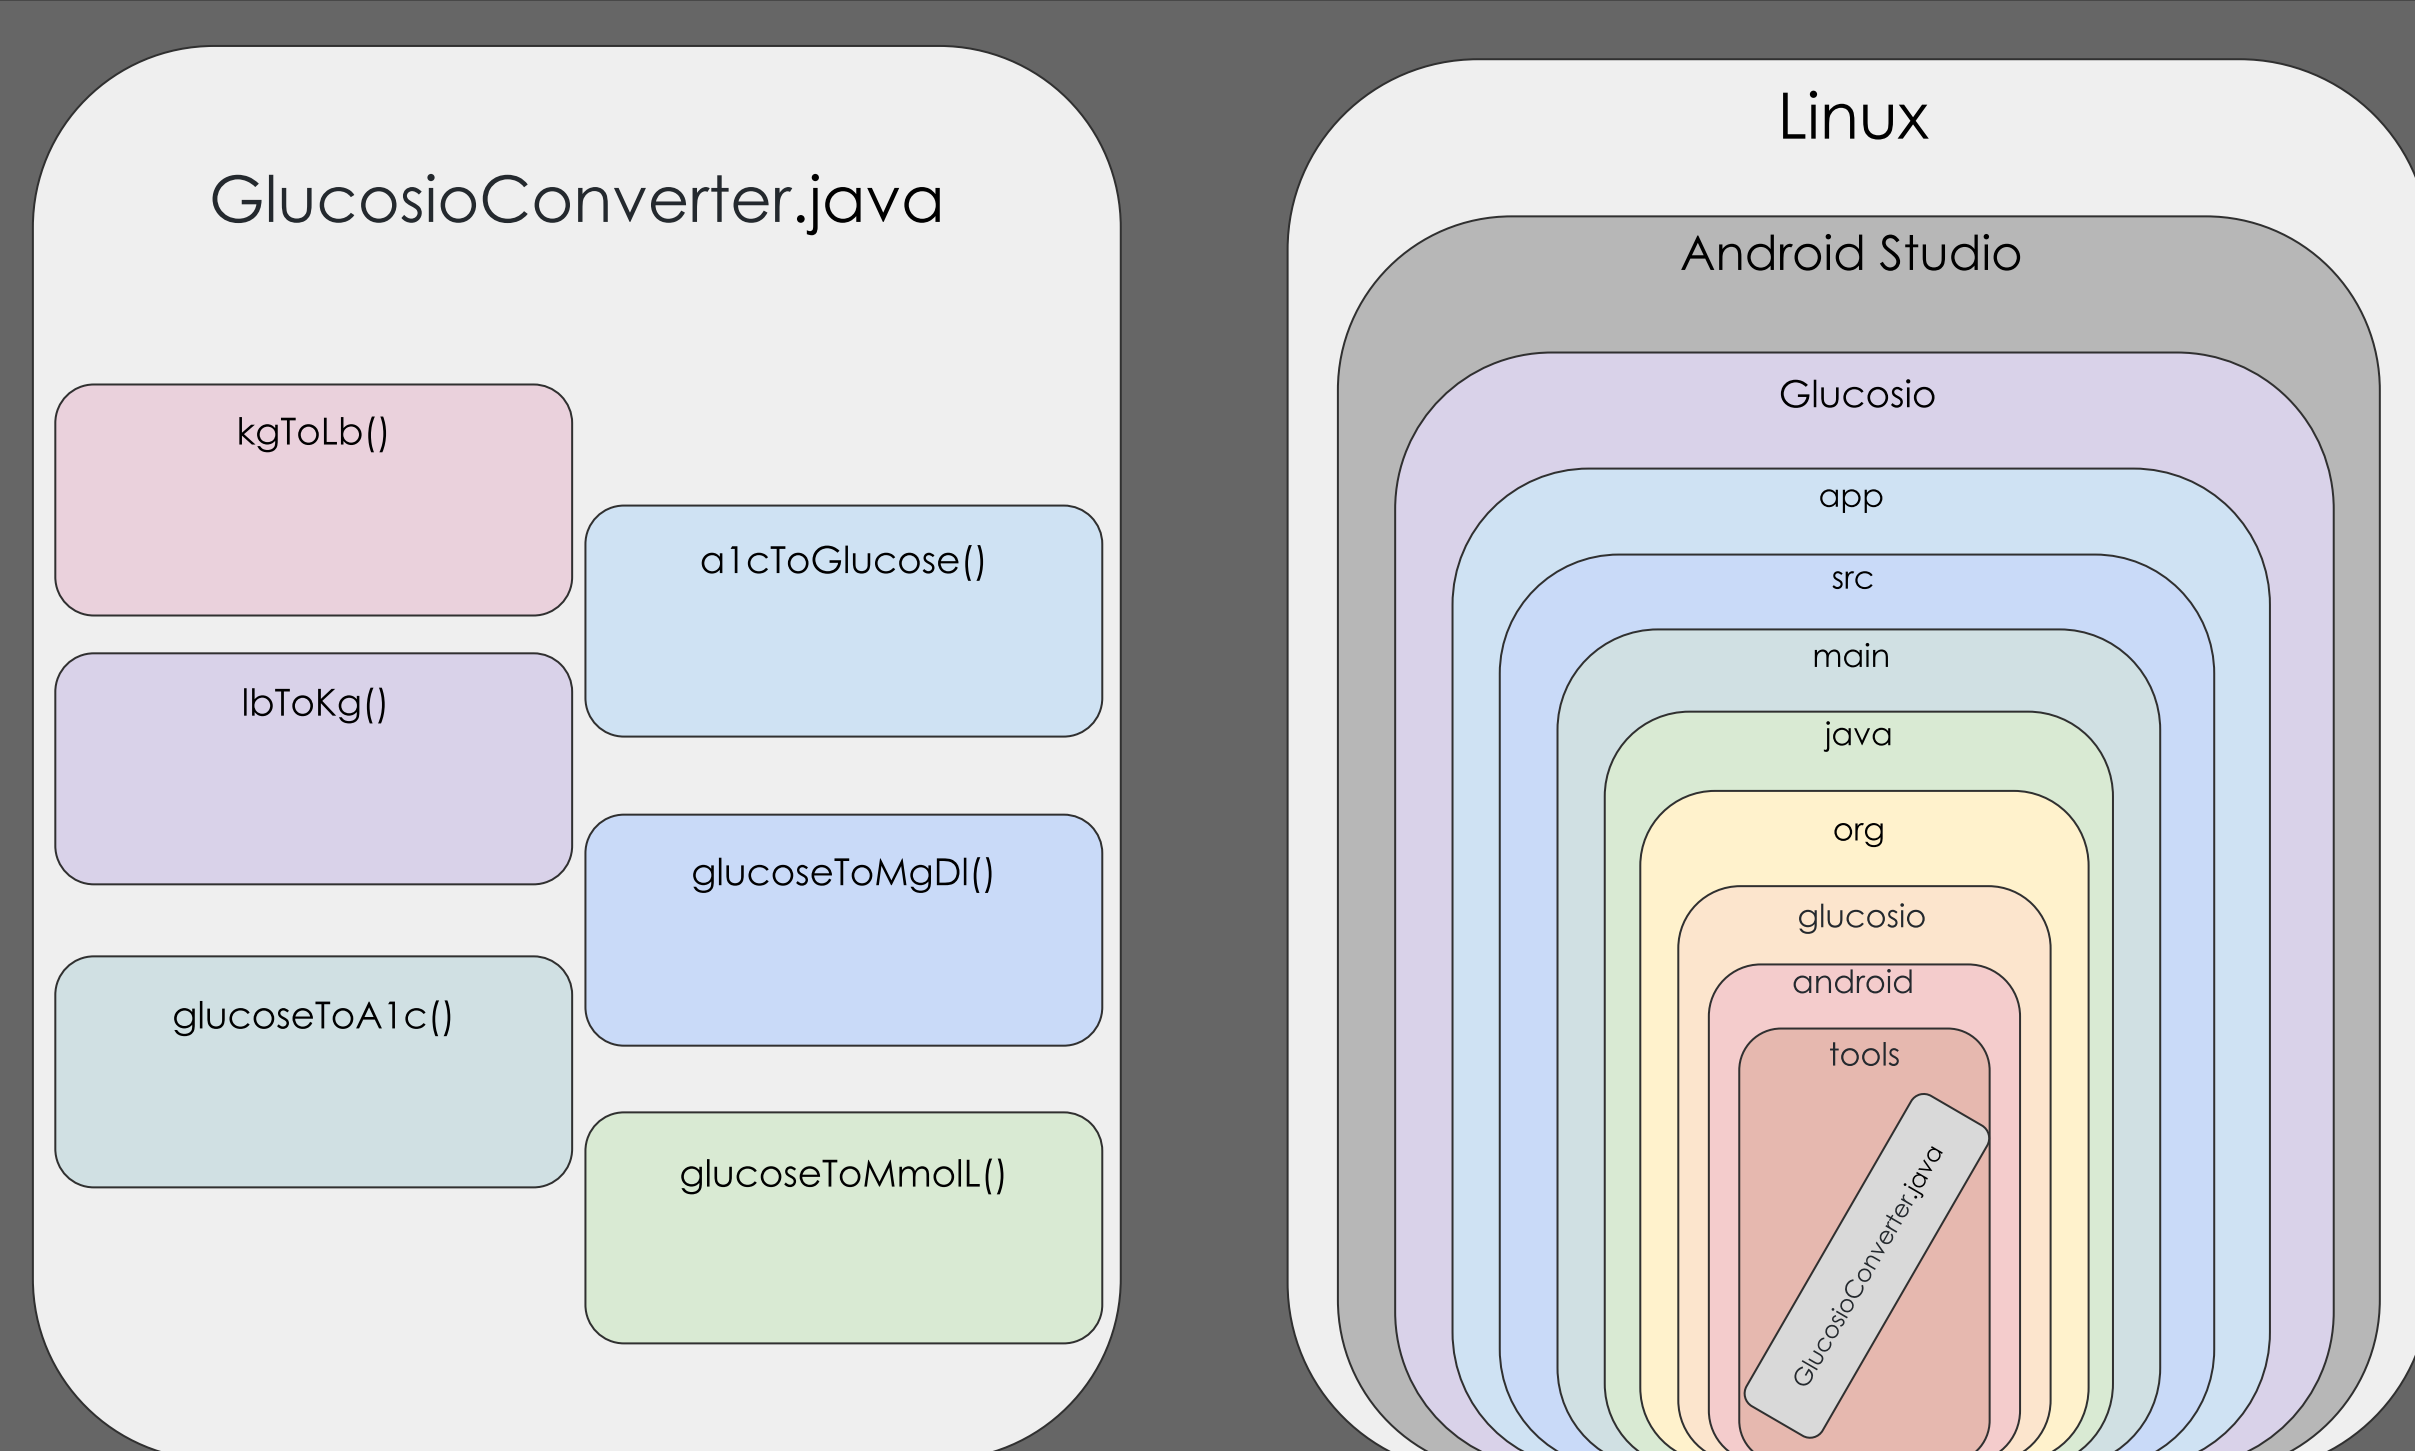 GlucosioConverter.java
kgToLb()
a1cToGlucose()
lbToKg()
glucoseToMgDl()
glucoseToA1c()
glucoseToMmolL()
Linux
Android Studio
Glucosio
app
src
main
java
org
glucosio
android
tools
GlucosioConverter.java